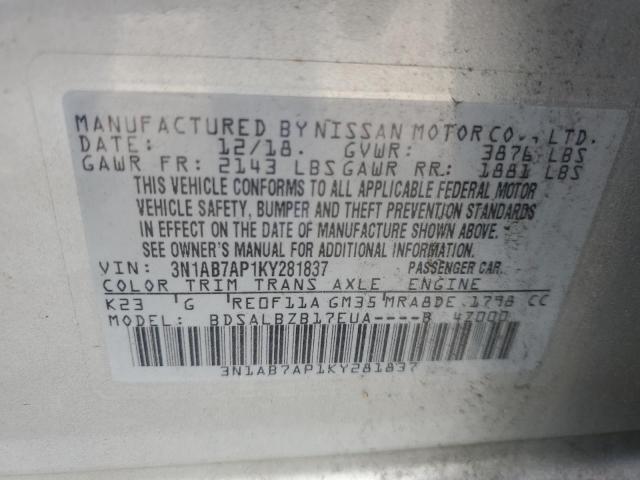 MANUFACTURED BY NISSAN MOTOR CO., LTD.
DATE: 12/18. GVWR: 3876 LBS
GAWR FR: 2143 LBS GAWR RR: 1881 LBS
THIS VEHICLE CONFORMS TO ALL APPLICABLE FEDERAL MOTOR
VEHICLE SAFETY, BUMPER AND THEFT PREVENTION STANDARDS
IN EFFECT ON THE DATE OF MANUFACTURE SHOWN ABOVE.
SEE OWNER'S MANUAL FOR ADDITIONAL INFORMATION.
VIN: 3N1AB7AP1KY281837 PASSENGER CAR
COLOR TRIM TRANS AXLE ENGINE
K23 G RE0F11A GM35 MRA8DE 1798 CC
MODEL: BDSALBZB17EUA----B 47000
3N1AB7AP1KY281837